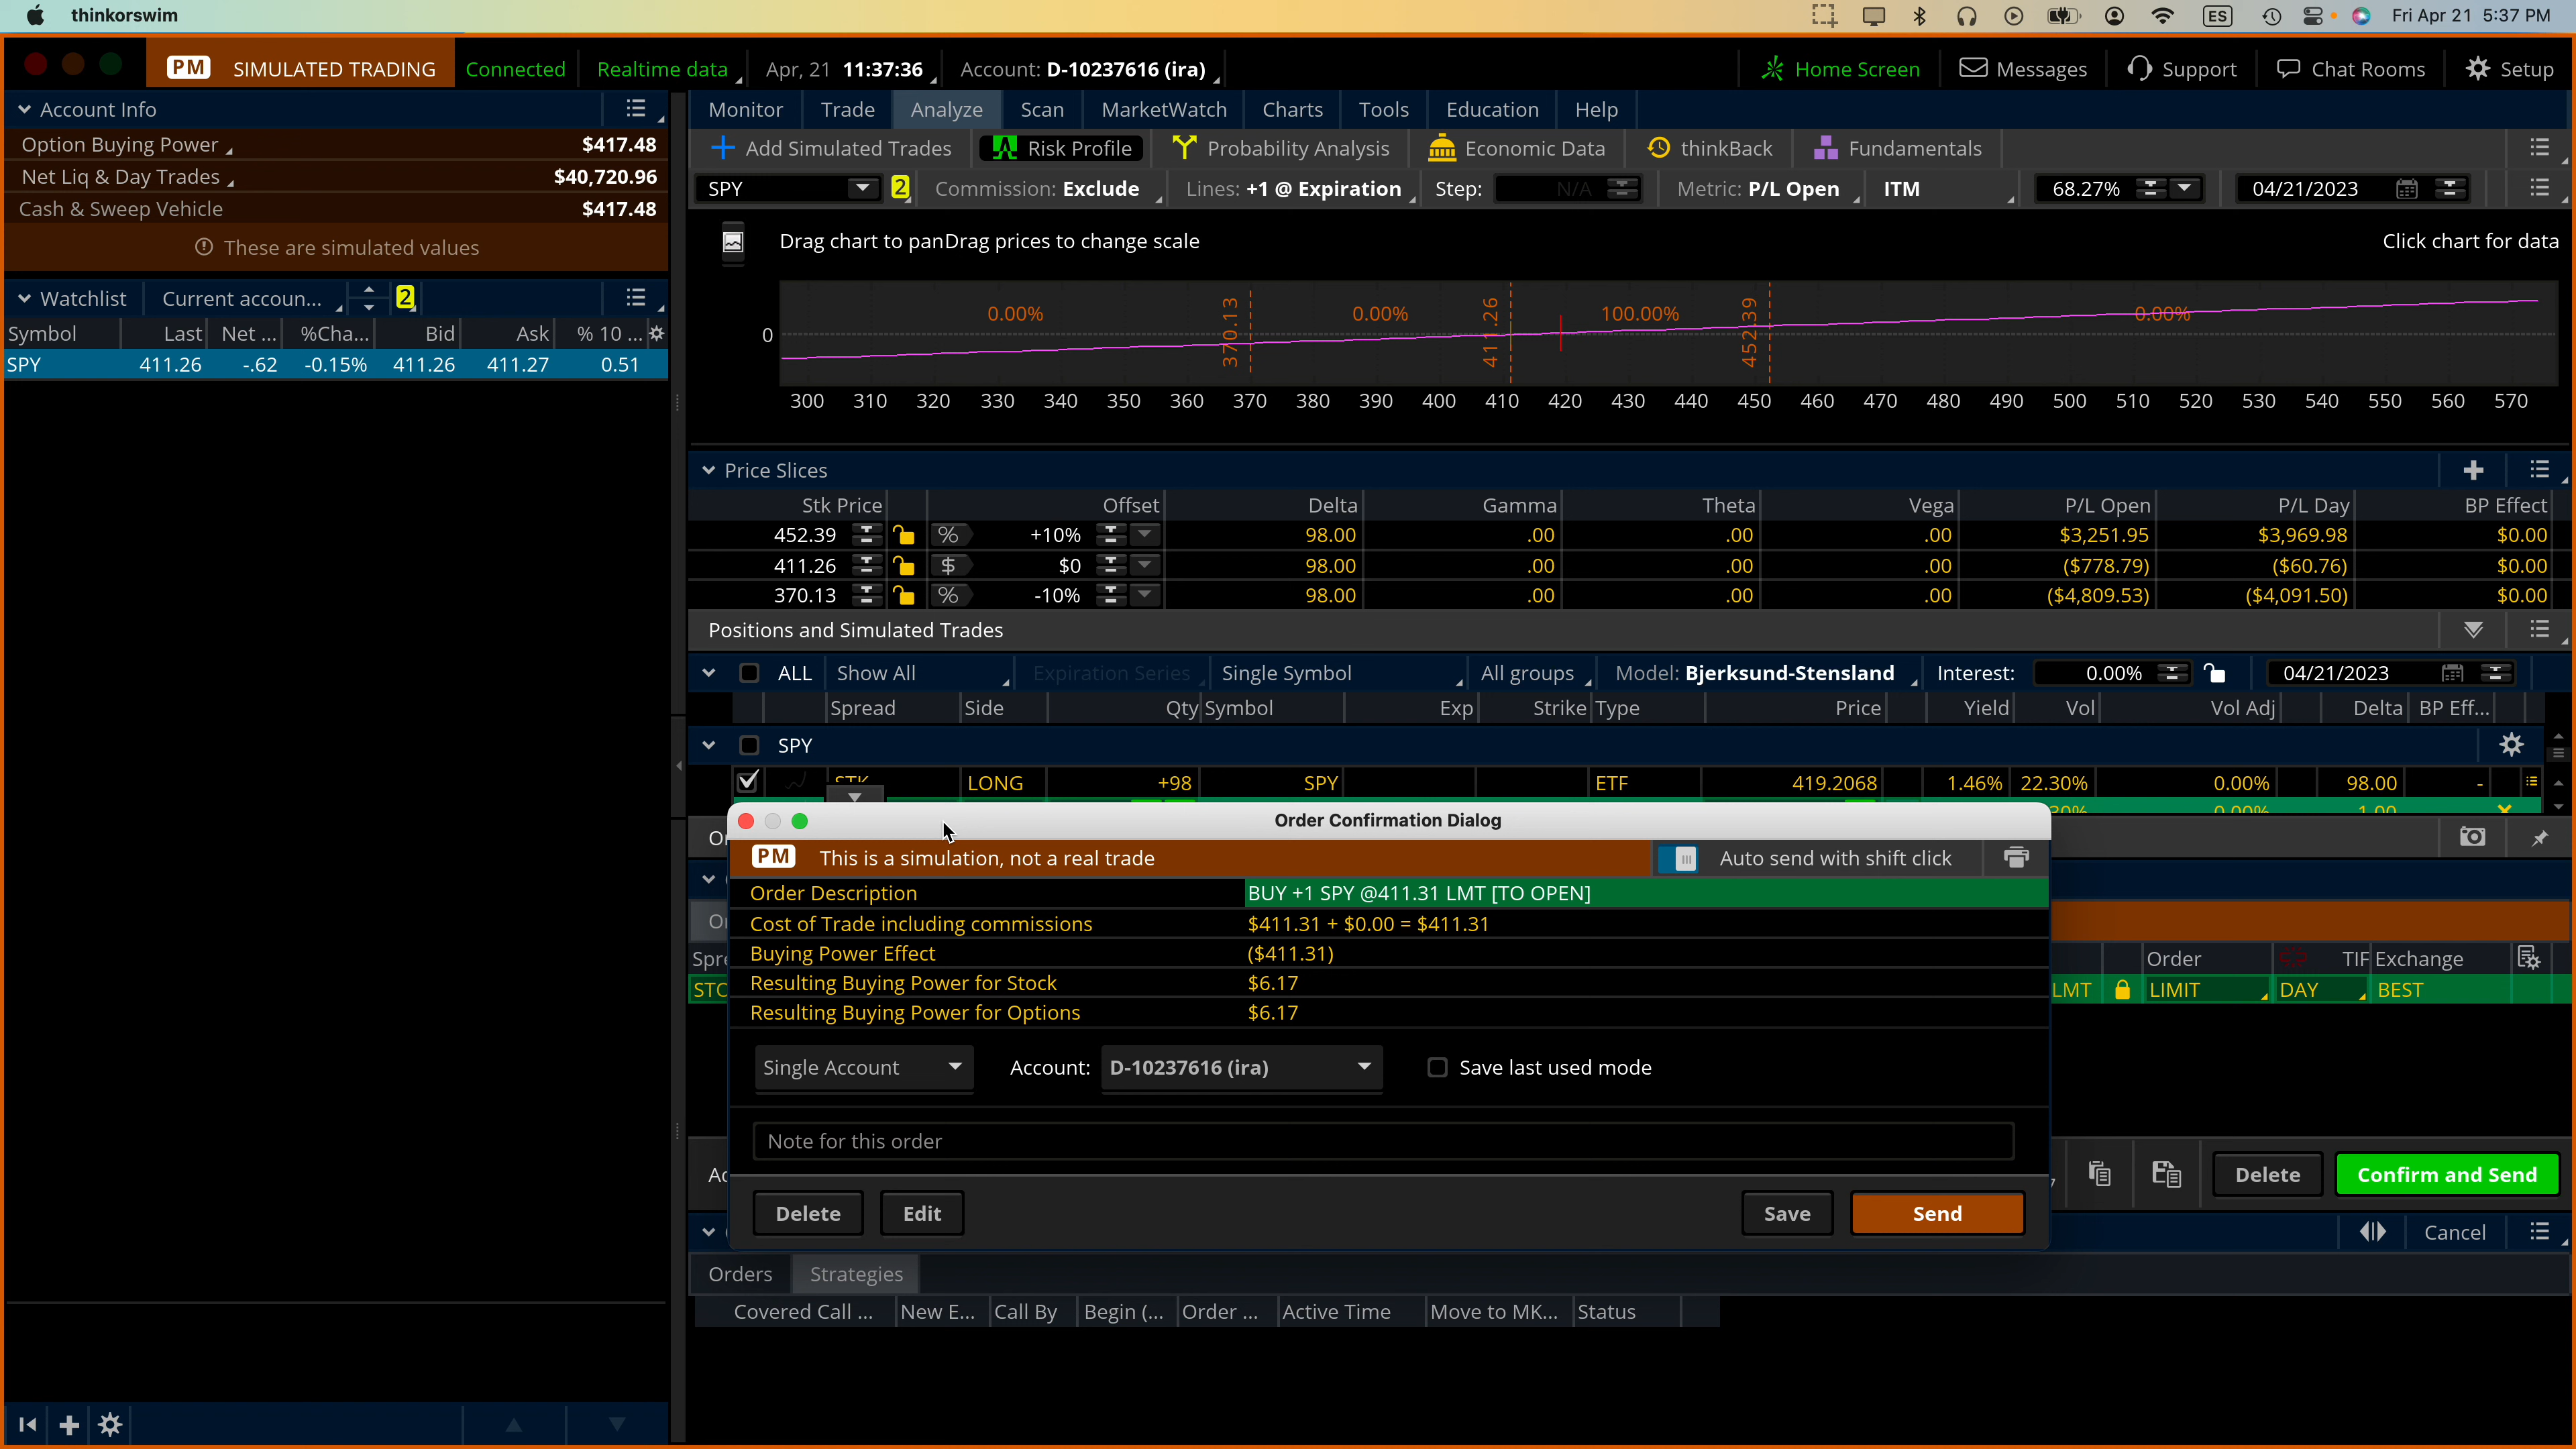 thinkorswim ES Fri Apr 21 5:37 PM
PM SIMULATED TRADING Connected Realtime data Apr, 21 11:37:36 Account: D-10237616 (ira) Home Screen Messages Support Chat Rooms Setup
Account Info
Option Buying Power $417.48
Net Liq & Day Trades $40,720.96
Cash & Sweep Vehicle $417.48
These are simulated values
Watchlist Current accoun... 2
Symbol Last Net ... %Cha... Bid Ask % 10 ...
SPY 411.26 -.62 -0.15% 411.26 411.27 0.51
Monitor Trade Analyze Scan MarketWatch Charts Tools Education Help
Add Simulated Trades Risk Profile Probability Analysis Economic Data thinkBack Fundamentals
SPY 2 Commission: Exclude Lines: +1 @ Expiration Step: N/A Metric: P/L Open ITM 68.27% 04/21/2023
Drag chart to panDrag prices to change scale Click chart for data
0.00% 370.13 0.00% 411.26 100.00% 452.39 0.00%
0
300 310 320 330 340 350 360 370 380 390 400 410 420 430 440 450 460 470 480 490 500 510 520 530 540 550 560 570
Price Slices
Stk Price Offset Delta Gamma Theta Vega P/L Open P/L Day BP Effect
452.39 % +10% 98.00 .00 .00 .00 $3,251.95 $3,969.98 $0.00
411.26 $ $0 98.00 .00 .00 .00 ($778.79) ($60.76) $0.00
370.13 % -10% 98.00 .00 .00 .00 ($4,809.53) ($4,091.50) $0.00
Positions and Simulated Trades
ALL Show All Expiration Series Single Symbol All groups Model: Bjerksund-Stensland Interest: 0.00% 04/21/2023
Spread Side Qty Symbol Exp Strike Type Price Yield Vol Vol Adj Delta BP Eff...
SPY
STK LONG +98 SPY ETF 419.2068 1.46% 22.30% 0.00% 98.00 -
Order Confirmation Dialog
PM This is a simulation, not a real trade Auto send with shift click
Order Description BUY +1 SPY @411.31 LMT [TO OPEN]
Cost of Trade including commissions $411.31 + $0.00 = $411.31
Buying Power Effect ($411.31)
Resulting Buying Power for Stock $6.17
Resulting Buying Power for Options $6.17
Single Account Account: D-10237616 (ira) Save last used mode
Note for this order
Delete Edit Save Send
Spre Order TIF Exchange
STO LMT LIMIT DAY BEST
Delete Confirm and Send
Cancel
Orders Strategies
Covered Call ... New E... Call By Begin (... Order ... Active Time Move to MK... Status